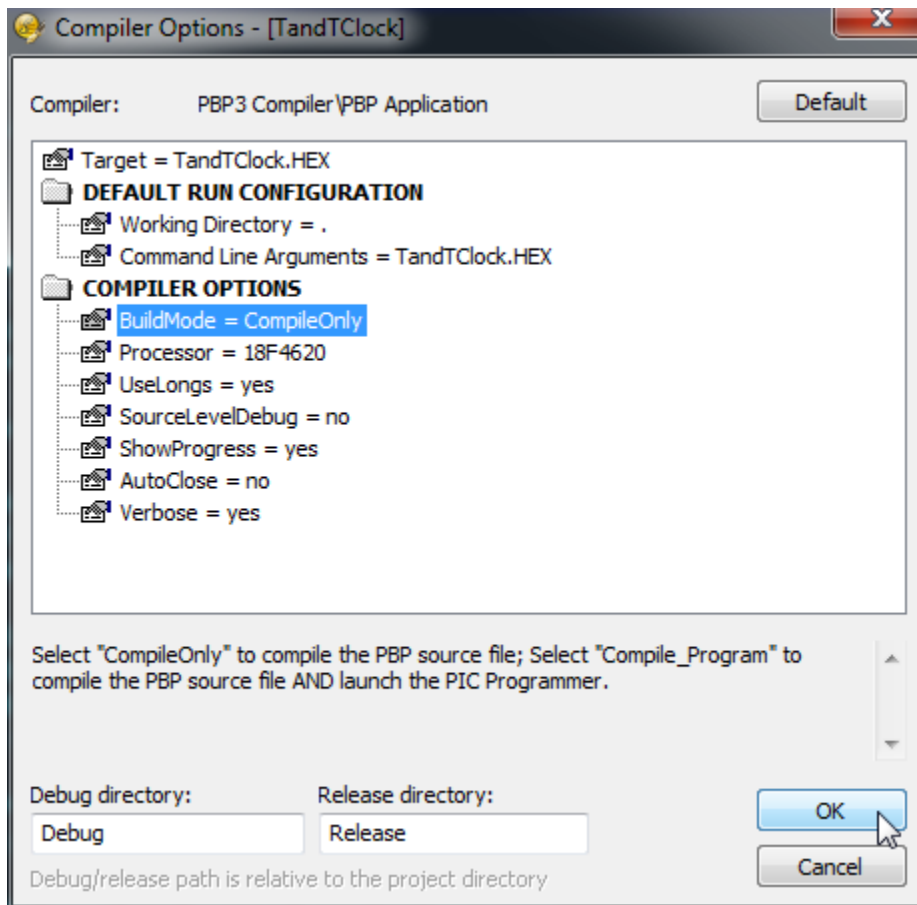 Compiler Options - [TandTClock]
Compiler: PBP3 Compiler\PBP Application
Default
Target = TandTClock.HEX
DEFAULT RUN CONFIGURATION
Working Directory = .
Command Line Arguments = TandTClock.HEX
COMPILER OPTIONS
BuildMode = CompileOnly
Processor = 18F4620
UseLongs = yes
SourceLevelDebug = no
ShowProgress = yes
AutoClose = no
Verbose = yes
Select "CompileOnly" to compile the PBP source file; Select "Compile_Program" to
compile the PBP source file AND launch the PIC Programmer.
Debug directory:
Release directory:
Debug
Release
Debug/release path is relative to the project directory
OK
Cancel